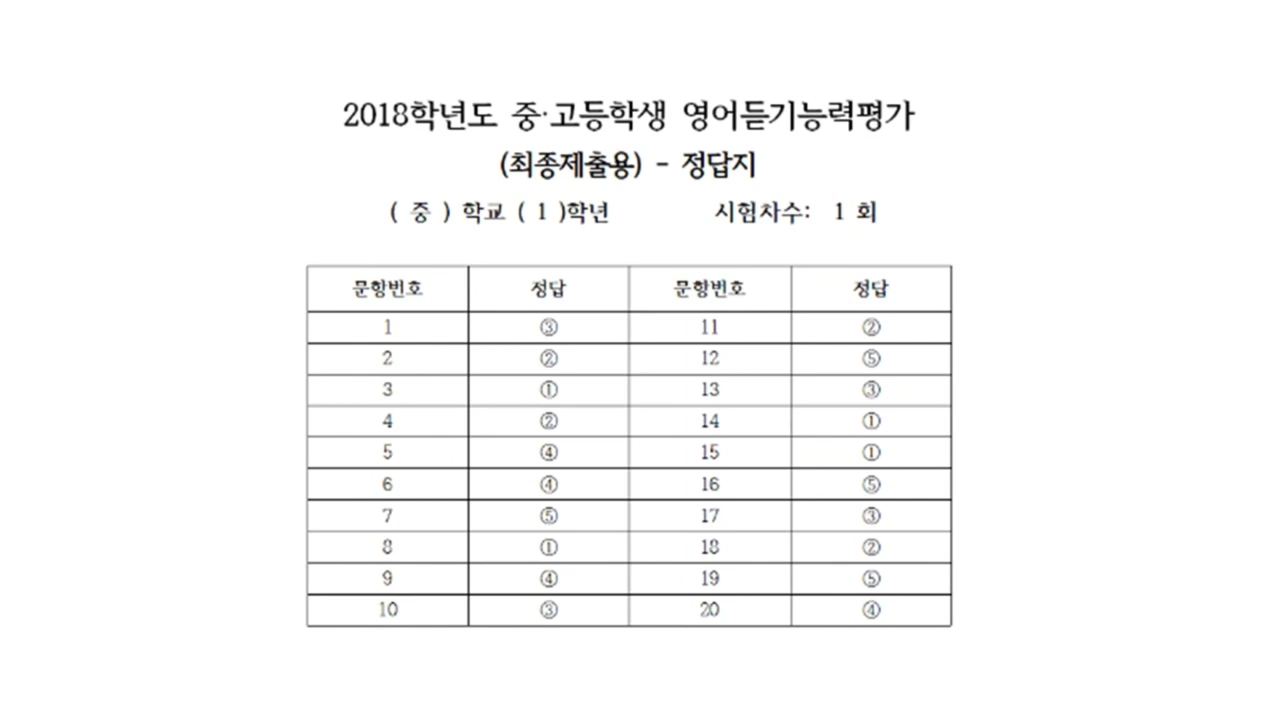 2018학년도 중·고등학생 영어듣기능력평가
(최종제출용) - 정답지
( 중 ) 학교 ( 1 )학년 시험차수: 1 회
문항번호 정답 문항번호 정답
1 ③ 11 ②
2 ② 12 ⑤
3 ① 13 ③
4 ② 14 ①
5 ④ 15 ①
6 ④ 16 ⑤
7 ⑤ 17 ③
8 ① 18 ②
9 ④ 19 ⑤
10 ③ 20 ④